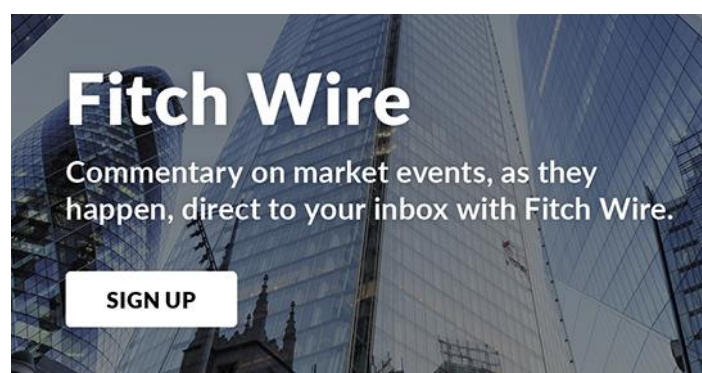 Fitch Wire
Commentary on market events, as they
happen, direct to your inbox with Fitch Wire.
SIGN UP